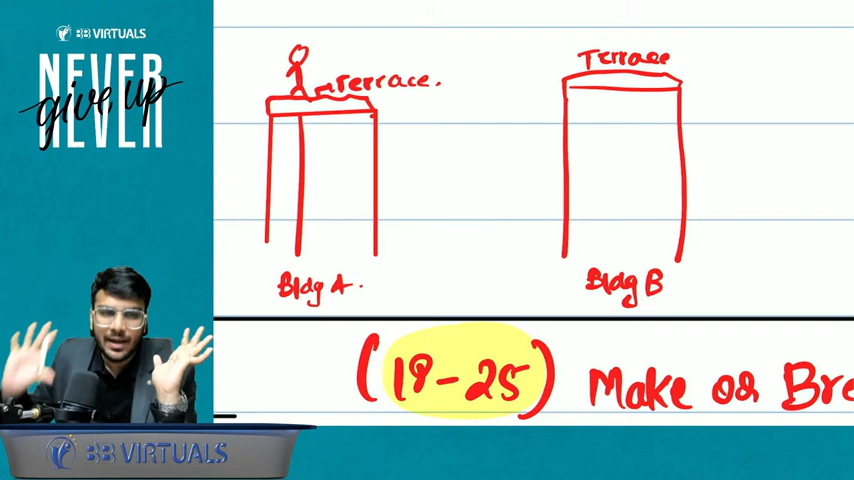 BB VIRTUALS
NEVER
give up
NEVER
Terrace.
Terrace
Bldg A.
Bldg B
(18-25) Make or Bre
BB VIRTUALS